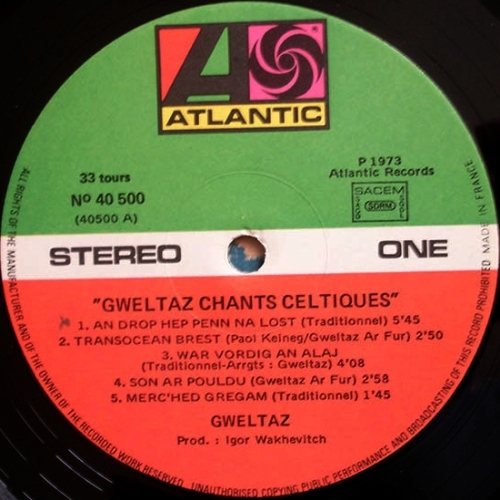 ATLANTIC
33 tours
Nº 40 500
(40500 A)
P 1973
Atlantic Records
SACEM
SDRM
STEREO
ONE
"GWELTAZ CHANTS CELTIQUES"
1. AN DROP HEP PENN NA LOST (Traditionnel) 5'45
2. TRANSOCEAN BREST (Paol Keineg/Gweltaz Ar Fur) 2'50
3. WAR VORDIG AN ALAJ
(Traditionnel-Arrgts : Gweltaz) 4'08
4. SON AR POULDU (Gweltaz Ar Fur) 2'58
5. MERC'HED GREGAM (Traditionnel) 1'45
GWELTAZ
Prod. : Igor Wakhevitch
ALL RIGHTS OF THE MANUFACTURER AND OF THE OWNER OF THE RECORDED WORK RESERVED UNAUTHORISED COPYING PUBLIC PERFORMANCE AND BROADCASTING OF THIS RECORD PROHIBITED MADE IN FRANCE